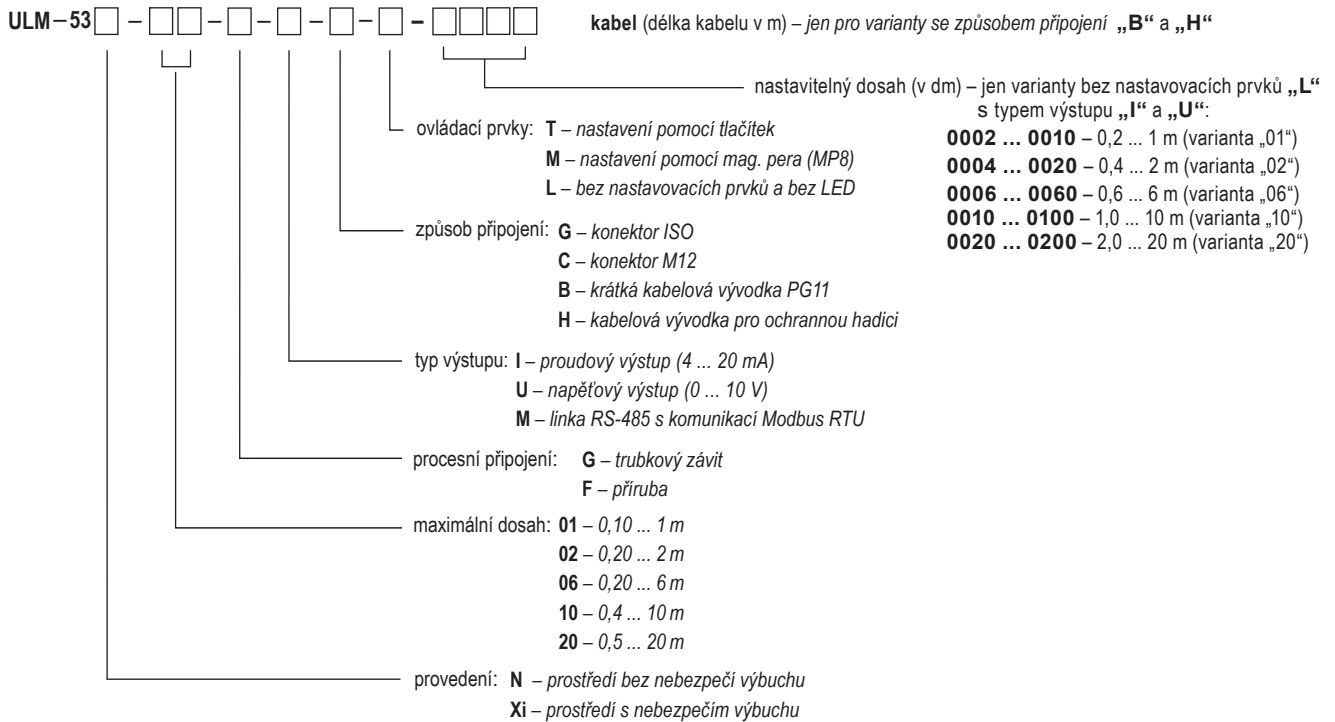 ULM – 53□ – □□ – □ – □ – □ – □ – □□□□ kabel (délka kabelu v m) – jen pro varianty se způsobem připojení „B“ a „H“
nastavitelný dosah (v dm) – jen varianty bez nastavovacích prvků „L“
s typem výstupu „I“ a „U“:
0002 ... 0010 – 0,2 ... 1 m (varianta „01“)
0004 ... 0020 – 0,4 ... 2 m (varianta „02“)
0006 ... 0060 – 0,6 ... 6 m (varianta „06“)
0010 ... 0100 – 1,0 ... 10 m (varianta „10“)
0020 ... 0200 – 2,0 ... 20 m (varianta „20“)
ovládací prvky: T – nastavení pomocí tlačítek
M – nastavení pomocí mag. pera (MP8)
L – bez nastavovacích prvků a bez LED
způsob připojení: G – konektor ISO
C – konektor M12
B – krátká kabelová vývodka PG11
H – kabelová vývodka pro ochrannou hadici
typ výstupu: I – proudový výstup (4 ... 20 mA)
U – napěťový výstup (0 ... 10 V)
M – linka RS-485 s komunikací Modbus RTU
procesní připojení: G – trubkový závit
F – příruba
maximální dosah: 01 – 0,10 ... 1 m
02 – 0,20 ... 2 m
06 – 0,20 ... 6 m
10 – 0,4 ... 10 m
20 – 0,5 ... 20 m
provedení: N – prostředí bez nebezpečí výbuchu
Xi – prostředí s nebezpečím výbuchu